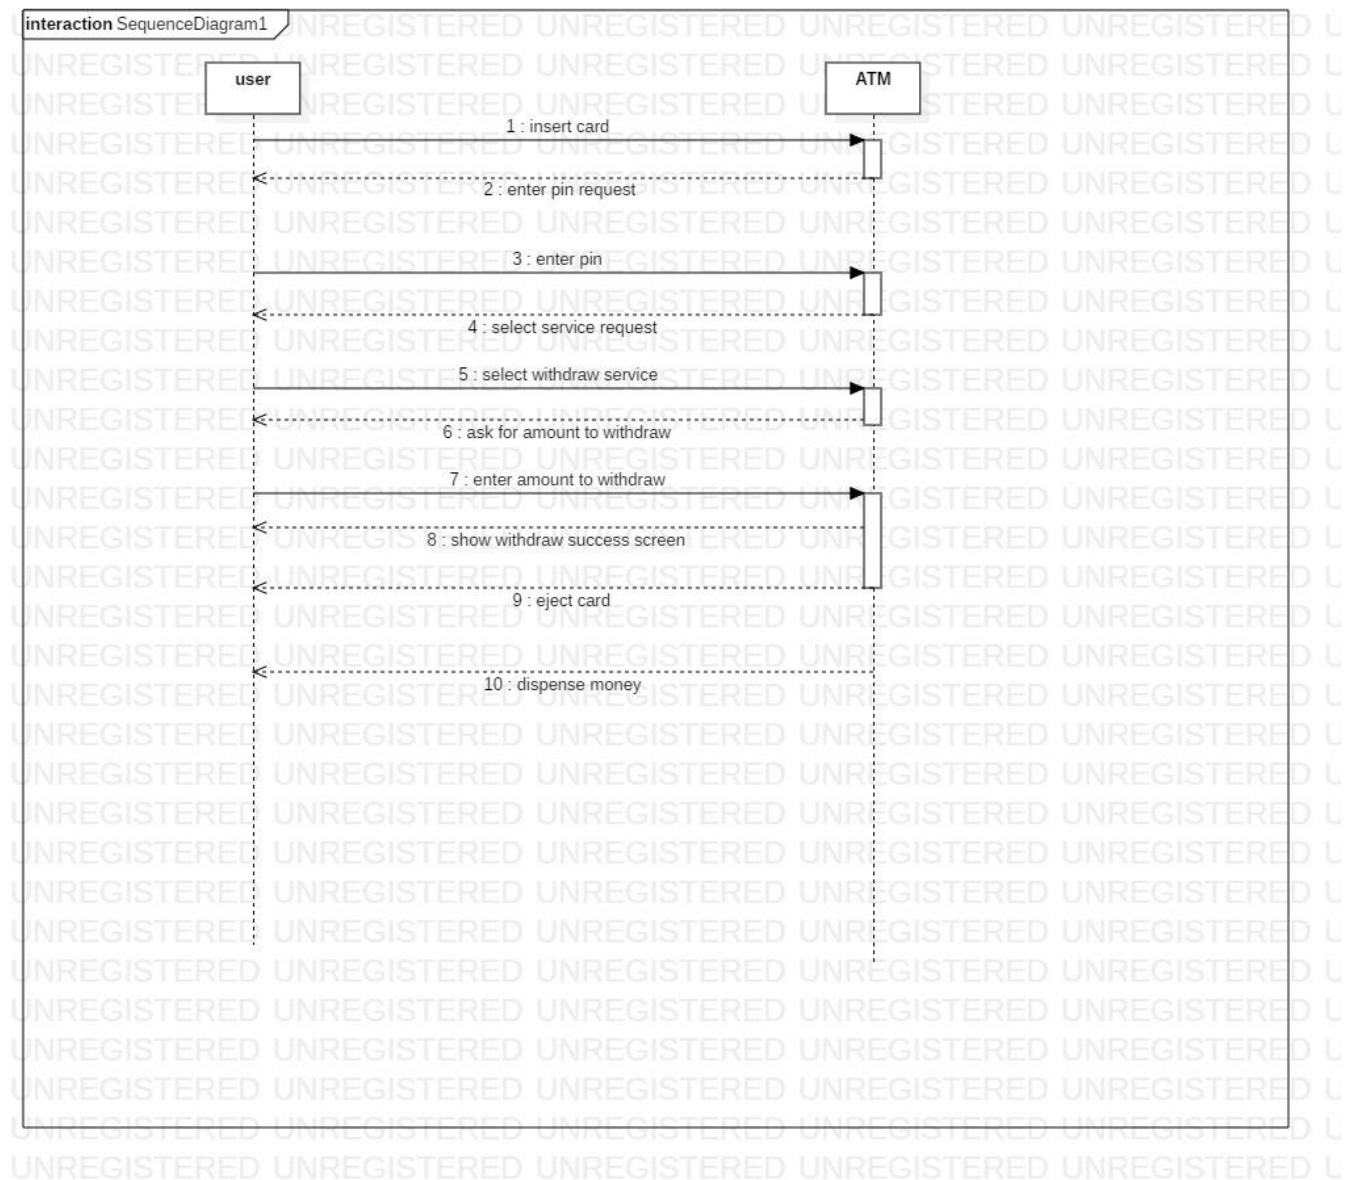 interaction SequenceDiagram1
user
ATM
1 : insert card
2 : enter pin request
3 : enter pin
4 : select service request
5 : select withdraw service
6 : ask for amount to withdraw
7 : enter amount to withdraw
8 : show withdraw success screen
9 : eject card
10 : dispense money
UNREGISTERED